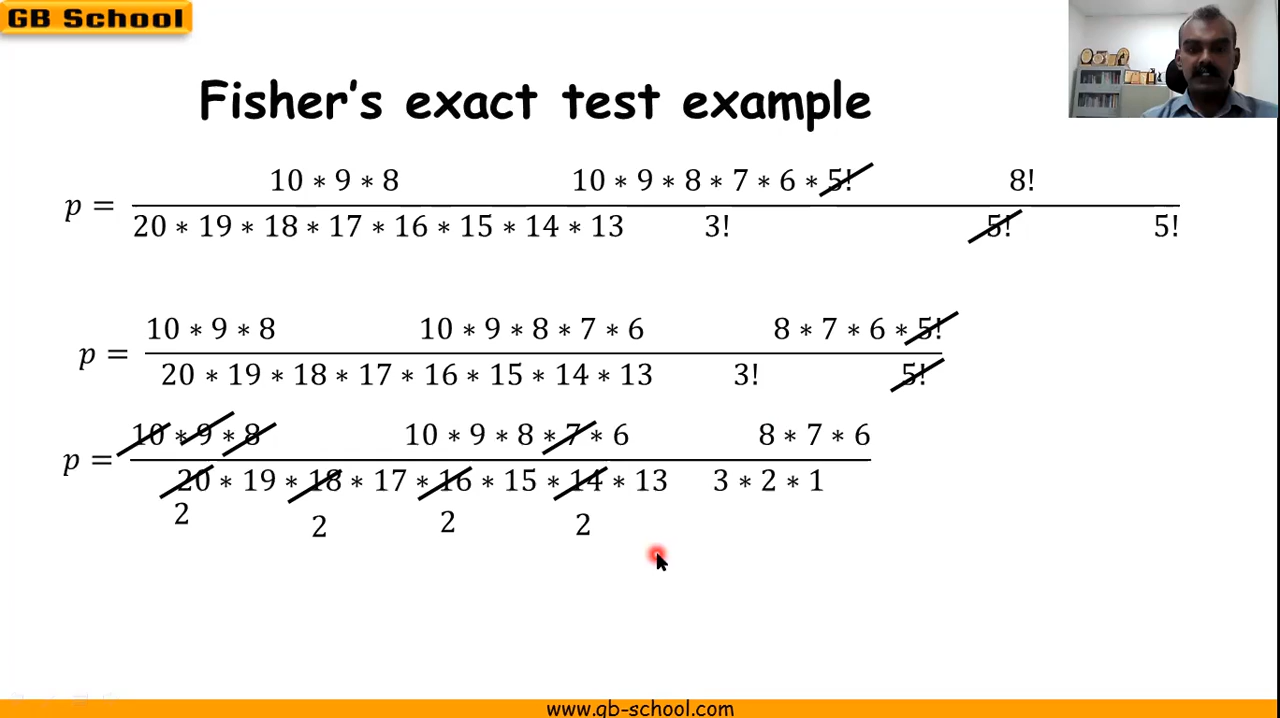 GB School
Fisher's exact test example
10 ∗ 9 ∗ 8 10 ∗ 9 ∗ 8 ∗ 7 ∗ 6 ∗ 5! 8!
p =
20 ∗ 19 ∗ 18 ∗ 17 ∗ 16 ∗ 15 ∗ 14 ∗ 13 3! 5! 5!
10 ∗ 9 ∗ 8 10 ∗ 9 ∗ 8 ∗ 7 ∗ 6 8 ∗ 7 ∗ 6 ∗ 5!
p =
20 ∗ 19 ∗ 18 ∗ 17 ∗ 16 ∗ 15 ∗ 14 ∗ 13 3! 5!
10 ∗ 9 ∗ 8 10 ∗ 9 ∗ 8 ∗ 7 ∗ 6 8 ∗ 7 ∗ 6
p =
20 ∗ 19 ∗ 18 ∗ 17 ∗ 16 ∗ 15 ∗ 14 ∗ 13 3 ∗ 2 ∗ 1
2 2 2 2
www.gb-school.com